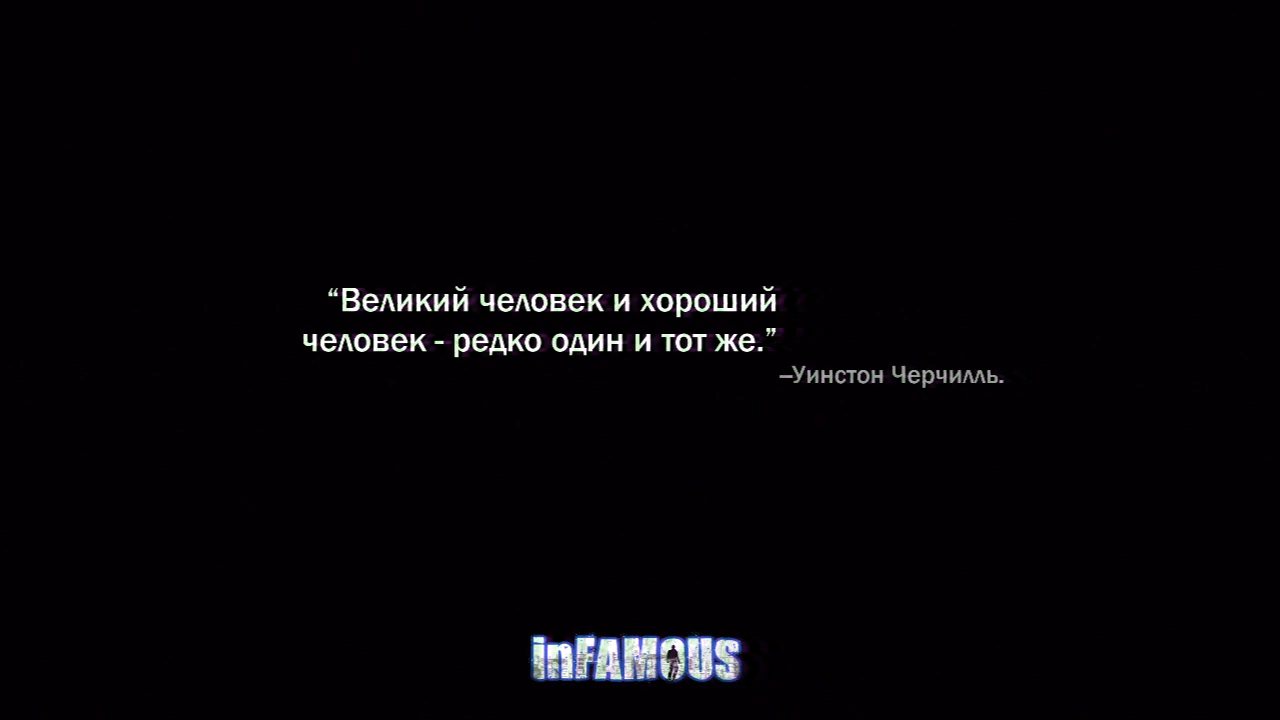 “Великий человек и хороший
человек - редко один и тот же.”
–Уинстон Черчилль.
inFAMOUS